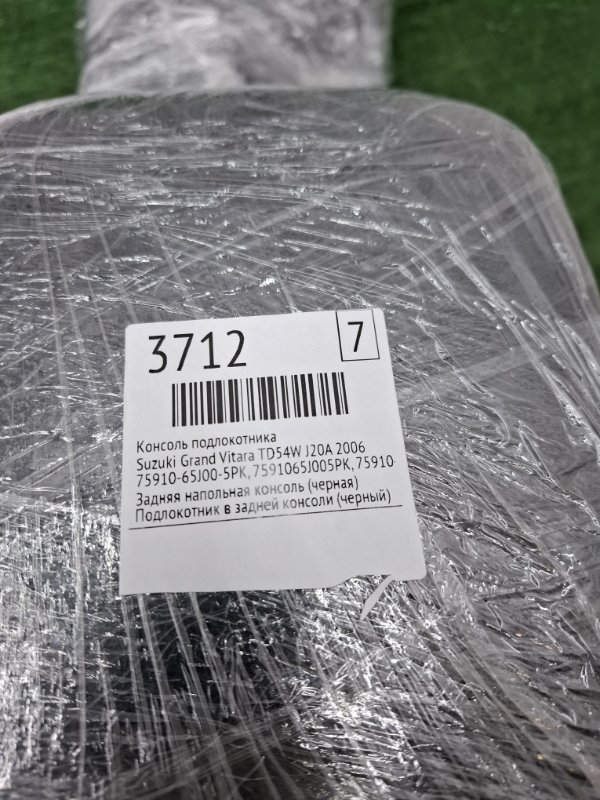 3712
7
Консоль подлокотника
Suzuki Grand Vitara TD54W J20A 2006
75910-65J00-5PK, 7591065J005PK, 75910-
Задняя напольная консоль (черная)
Подлокотник в задней консоли (черный)